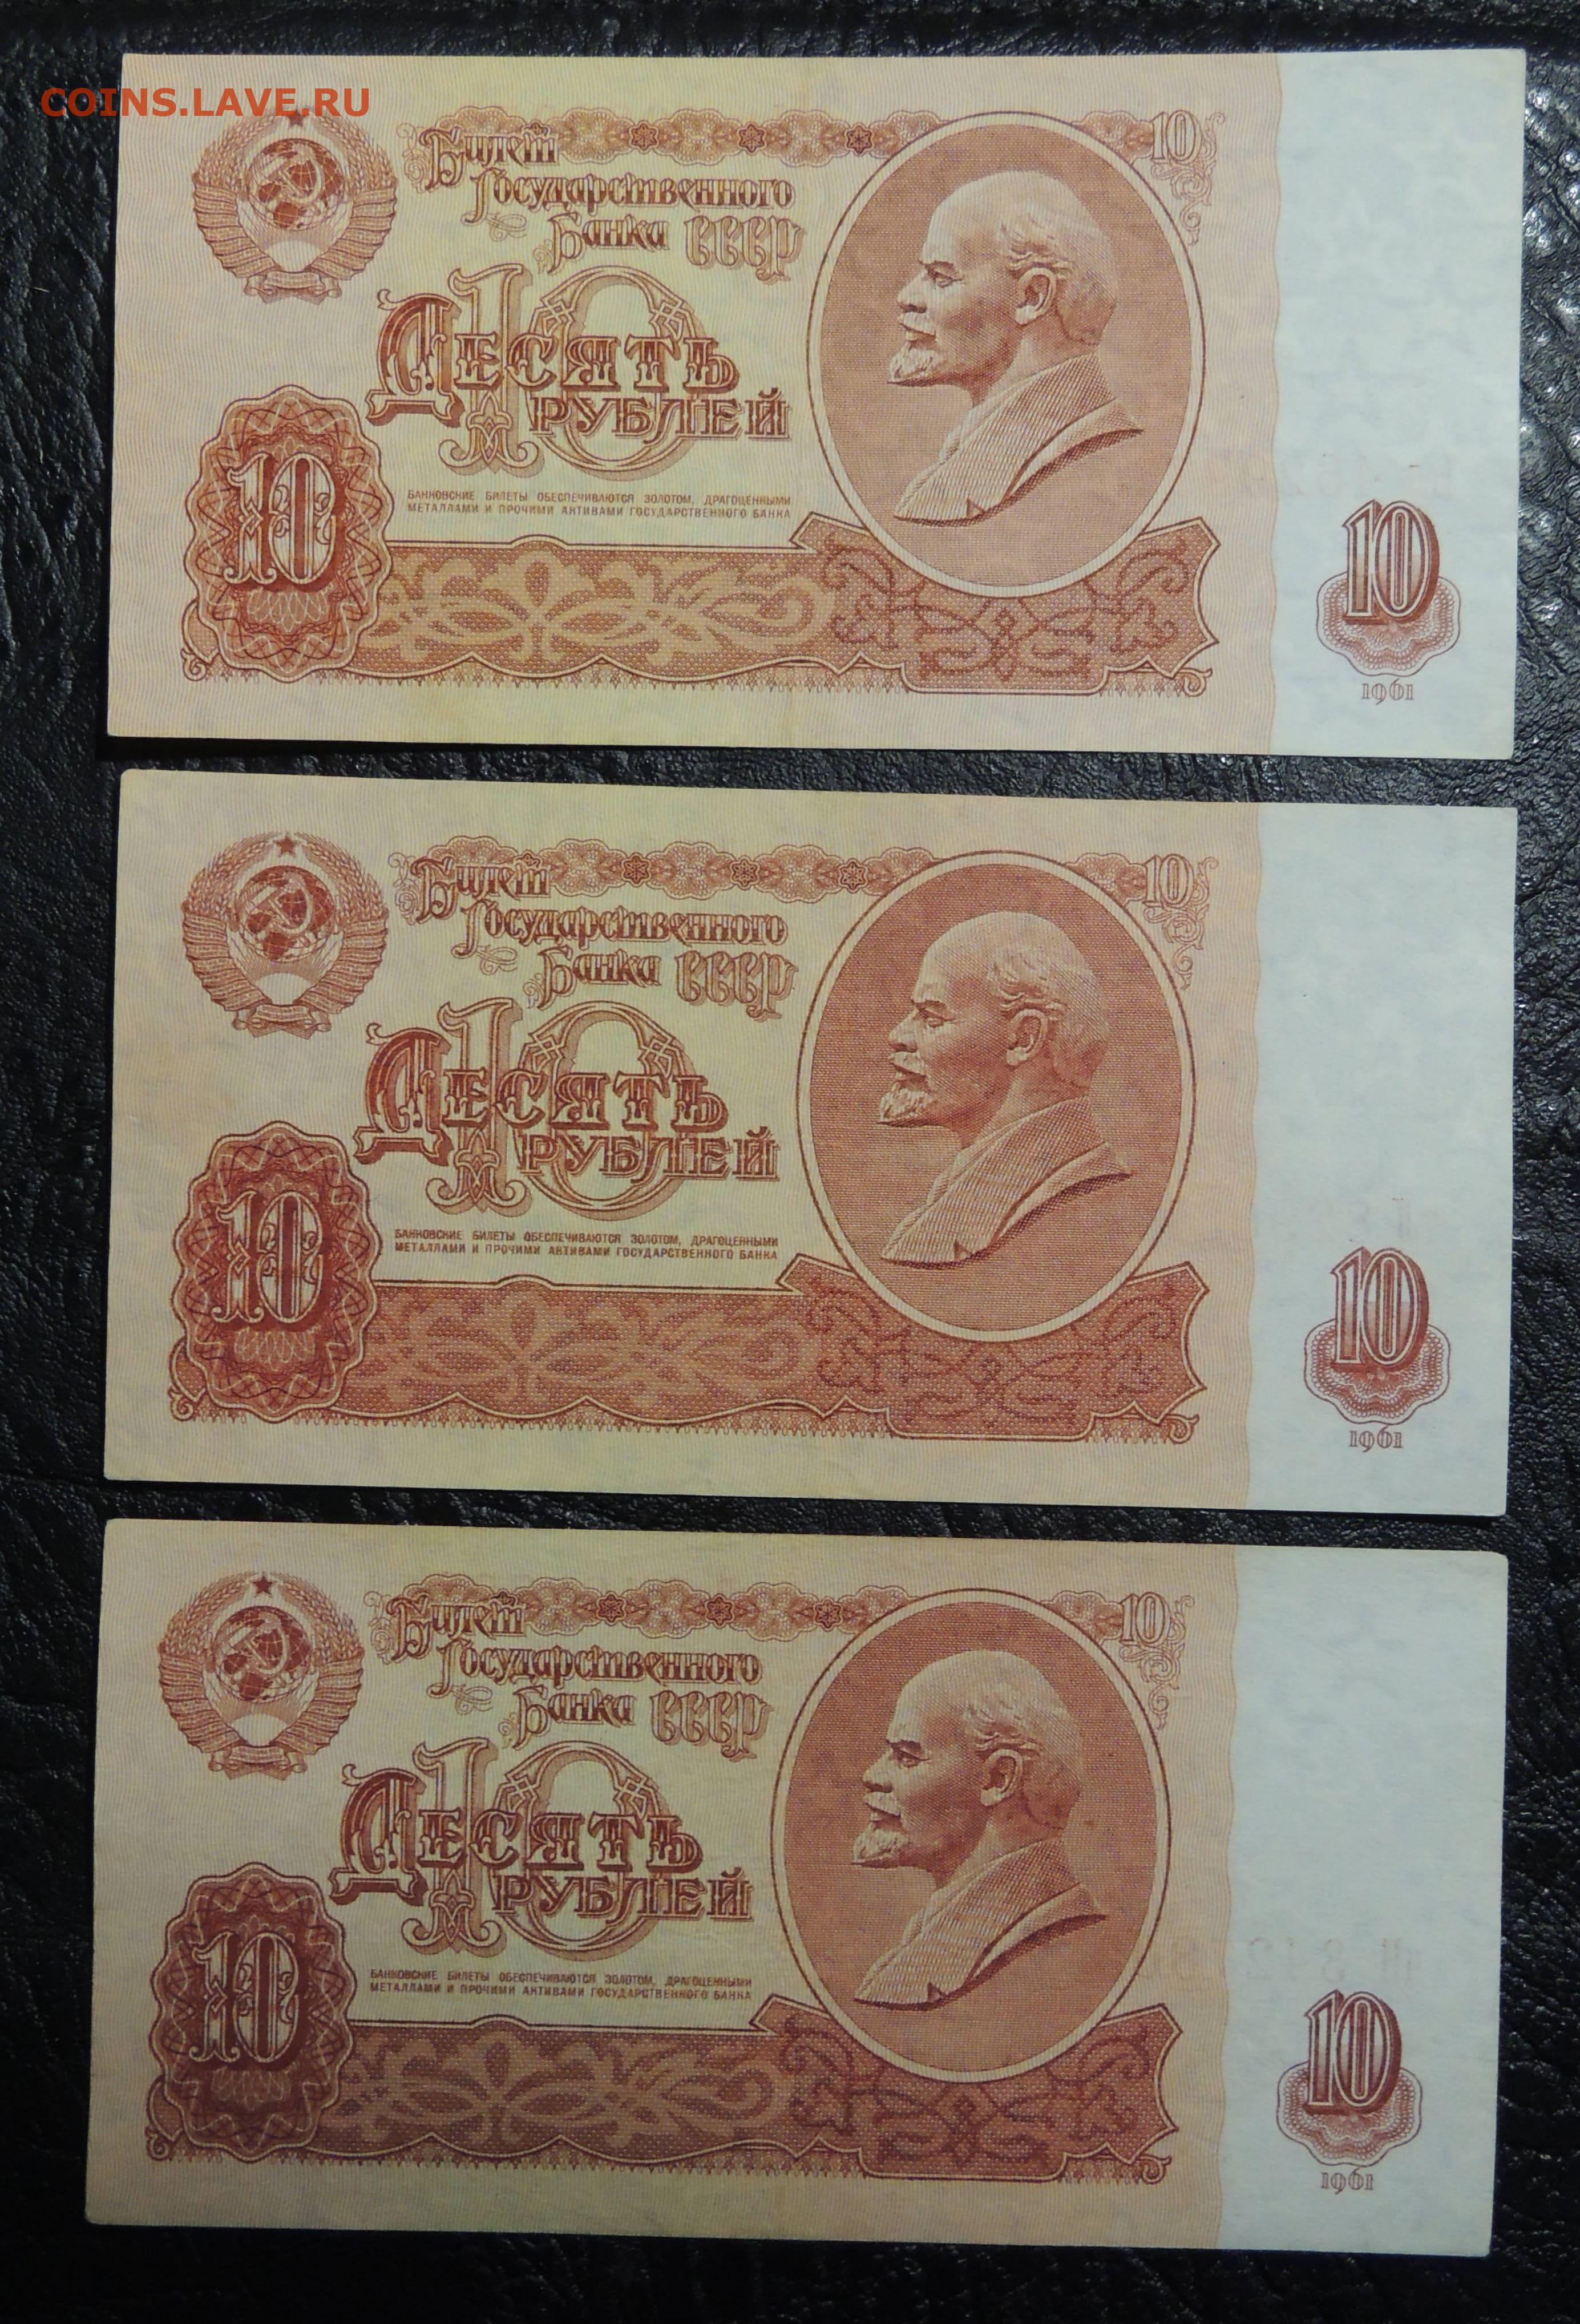 COINS.LAVE.RU
Билет 10
Государственного
Банка СССР
10
Десять
рублей
10
БАНКОВСКИЕ БИЛЕТЫ ОБЕСПЕЧИВАЮТСЯ ЗОЛОТОМ, ДРАГОЦЕННЫМИ
МЕТАЛЛАМИ И ПРОЧИМИ АКТИВАМИ ГОСУДАРСТВЕННОГО БАНКА
10
1961
Билет 10
Государственного
Банка СССР
10
Десять
рублей
10
БАНКОВСКИЕ БИЛЕТЫ ОБЕСПЕЧИВАЮТСЯ ЗОЛОТОМ, ДРАГОЦЕННЫМИ
МЕТАЛЛАМИ И ПРОЧИМИ АКТИВАМИ ГОСУДАРСТВЕННОГО БАНКА
10
1961
Билет 10
Государственного
Банка СССР
10
Десять
рублей
10
БАНКОВСКИЕ БИЛЕТЫ ОБЕСПЕЧИВАЮТСЯ ЗОЛОТОМ, ДРАГОЦЕННЫМИ
МЕТАЛЛАМИ И ПРОЧИМИ АКТИВАМИ ГОСУДАРСТВЕННОГО БАНКА
10
1961